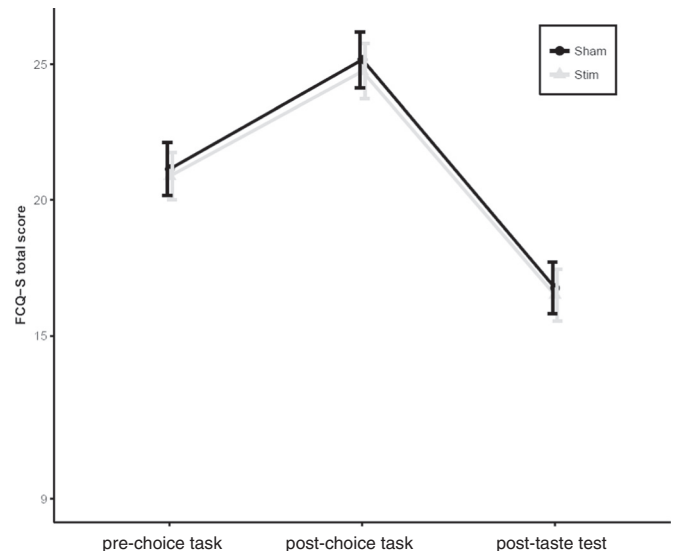 Sham
Stim
25
20
15
9
FCQ–S total score
pre-choice task
post-choice task
post-taste test